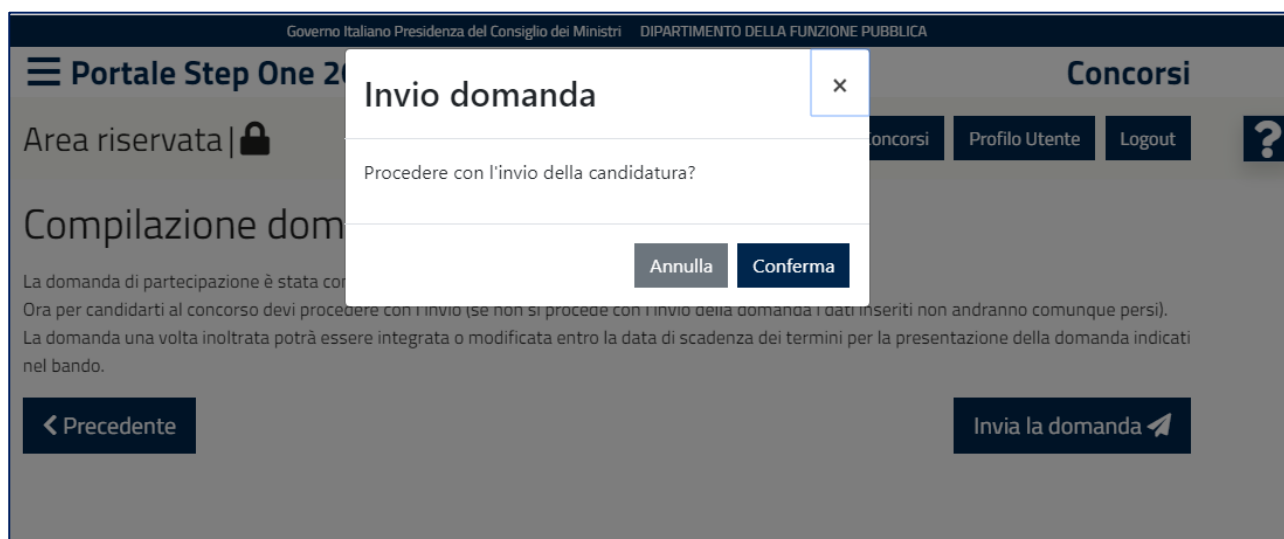 Governo Italiano Presidenza del Consiglio dei Ministri DIPARTIMENTO DELLA FUNZIONE PUBBLICA
Portale Step One
Concorsi
Invio domanda ×
Area riservata|
Profilo Utente Logout ?
Procedere con l'invio della candidatura?
Compilazione
Annulla Conferma
La domanda di partecipazione è stata
Ora per candidarti al concorso devi procedere con l'invio (se non si procede con l'invio della domanda i dati inseriti non andranno comunque persi).
La domanda una volta inoltrata potrà essere integrata o modificata entro la data di scadenza dei termini per la presentazione della domanda indicati
nel bando.
Precedente
Invia la domanda